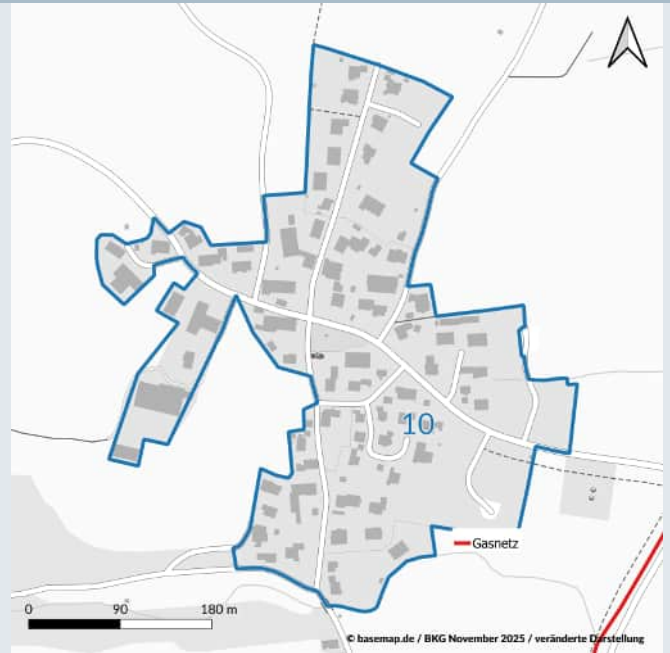 10
Gasnetz
0 90 180 m
© basemap.de / BKG November 2025 / veränderte Darstellung